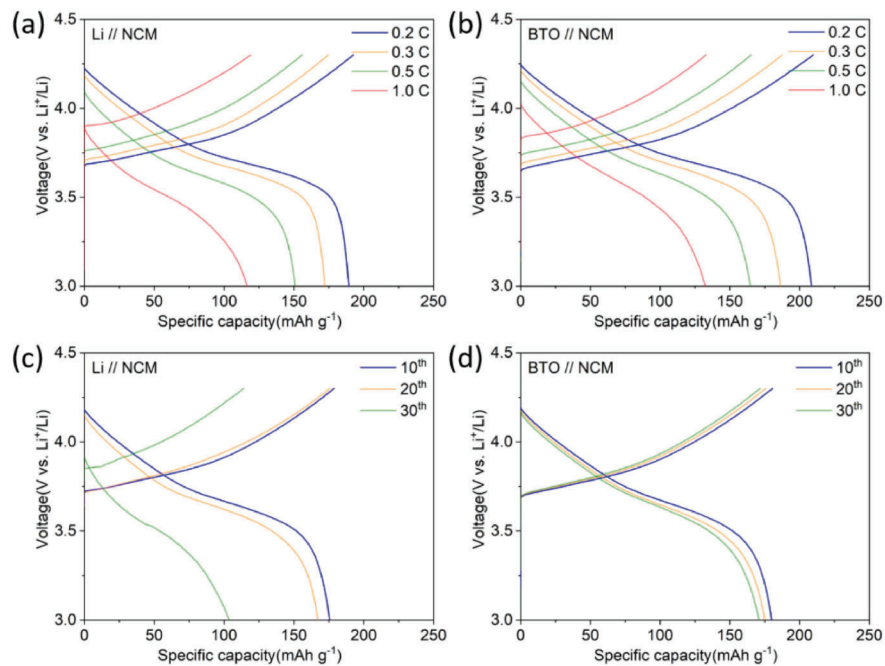 (a)
Li // NCM
0.2 C
0.3 C
0.5 C
1.0 C
4.5
4.0
3.5
3.0
Voltage(V vs. Li⁺/Li)
0 50 100 150 200 250
Specific capacity(mAh g⁻¹)
(b)
BTO // NCM
0.2 C
0.3 C
0.5 C
1.0 C
4.5
4.0
3.5
3.0
Voltage(V vs. Li⁺/Li)
0 50 100 150 200 250
Specific capacity(mAh g⁻¹)
(c)
Li // NCM
10ᵗʰ
20ᵗʰ
30ᵗʰ
4.5
4.0
3.5
3.0
Voltage(V vs. Li⁺/Li)
0 50 100 150 200 250
Specific capacity(mAh g⁻¹)
(d)
BTO // NCM
10ᵗʰ
20ᵗʰ
30ᵗʰ
4.5
4.0
3.5
3.0
Voltage(V vs. Li⁺/Li)
0 50 100 150 200 250
Specific capacity(mAh g⁻¹)